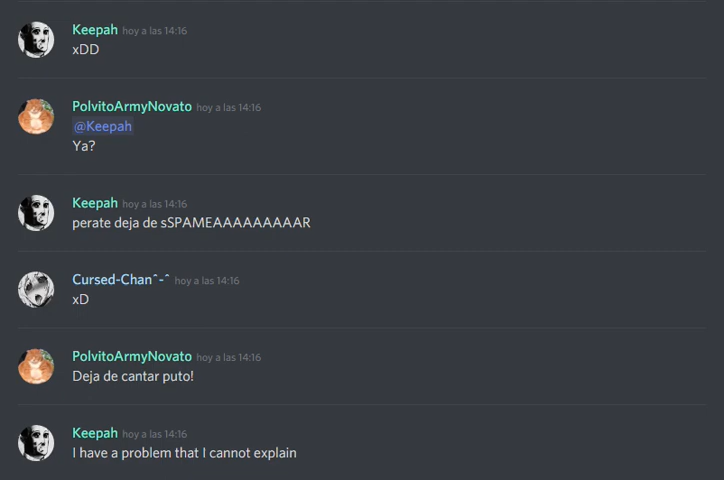 Keepah hoy a las 14:16
xDD
PolvitoArmyNovato hoy a las 14:16
@Keepah
Ya?
Keepah hoy a las 14:16
perate deja de sSPAMEAAAAAAAAAR
Cursed-Chan^-^ hoy a las 14:16
xD
PolvitoArmyNovato hoy a las 14:16
Deja de cantar puto!
Keepah hoy a las 14:16
I have a problem that I cannot explain